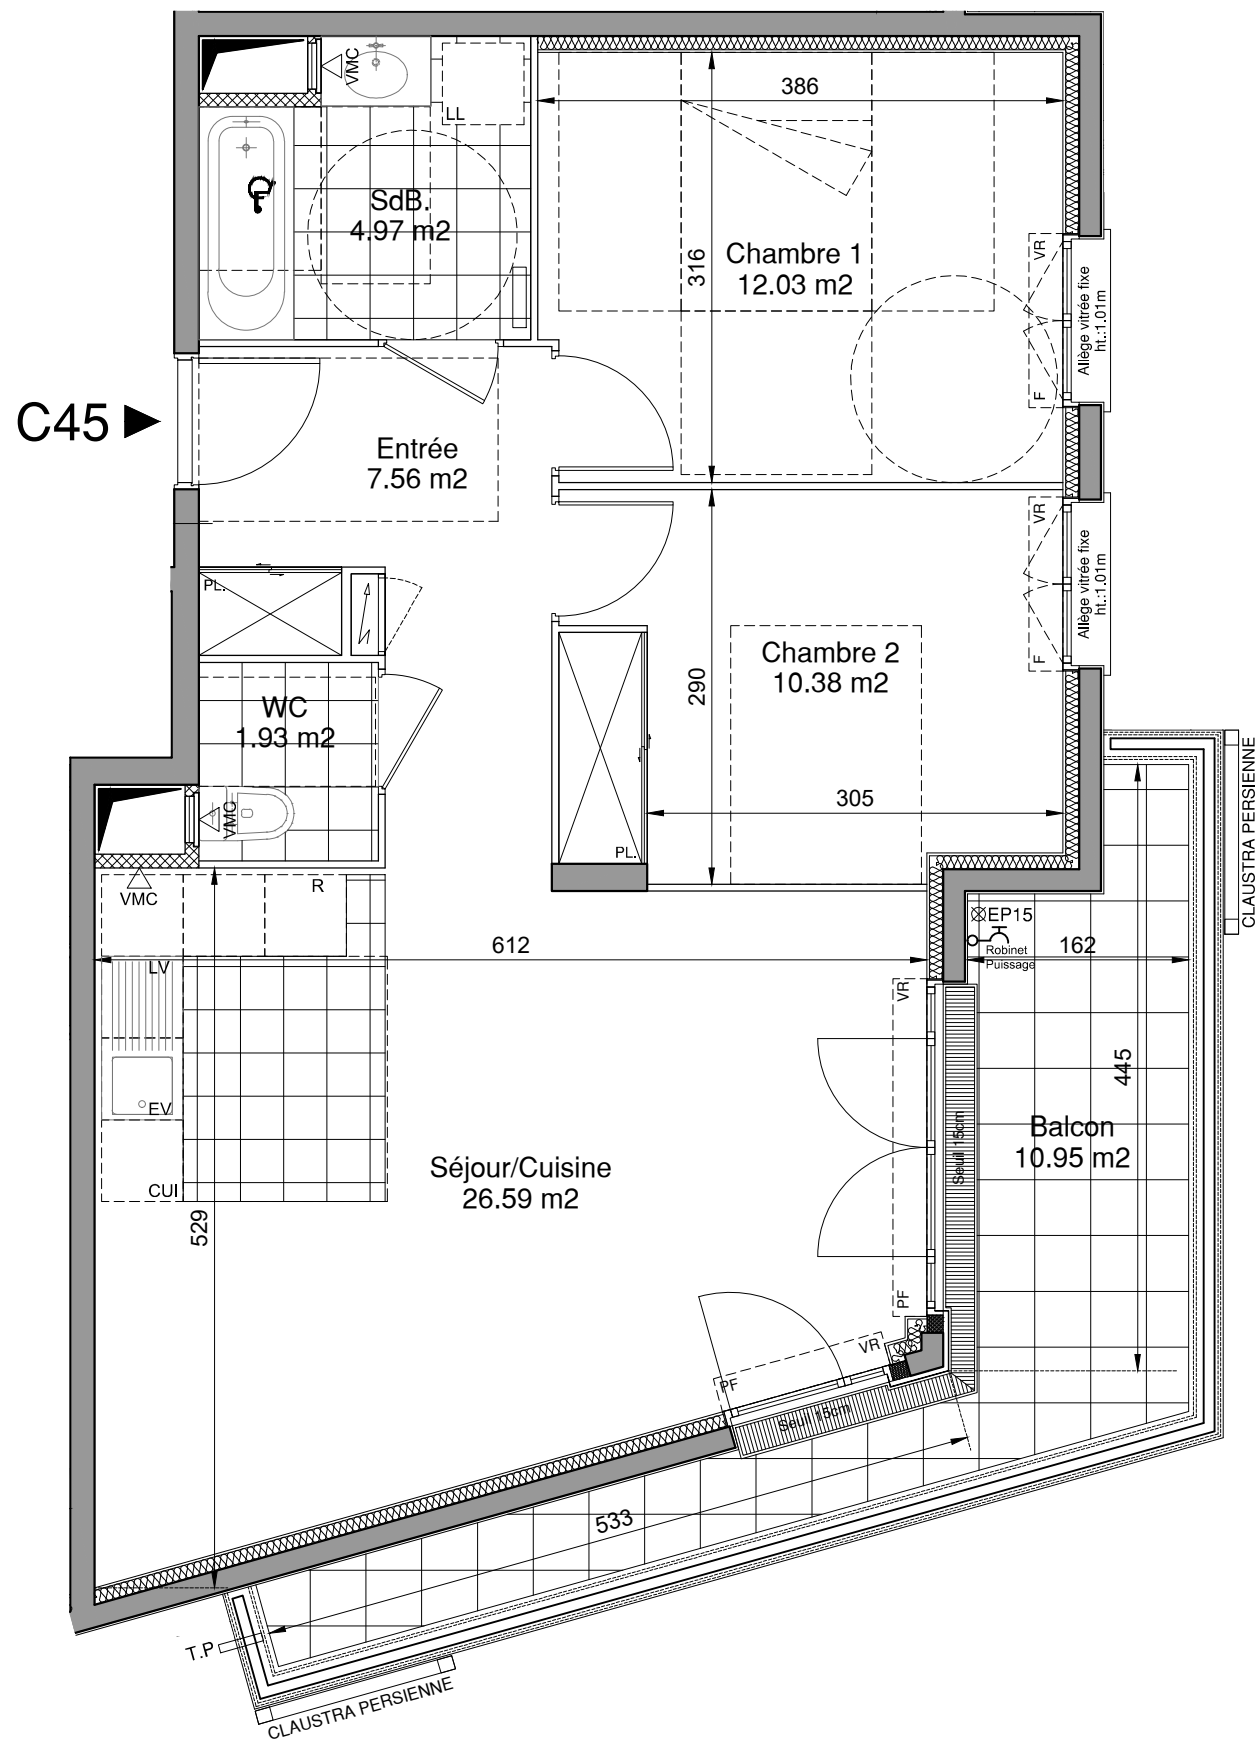 VMC
LL
386
SdB.
4.97 m2
Chambre 1
12.03 m2
316
VR
F
Allège vitrée fixe
ht.:1.01m
C45
Entrée
7.56 m2
PL.
VR
F
Allège vitrée fixe
ht.:1.01m
Chambre 2
10.38 m2
290
305
PL.
WC
1.93 m2
VMC
VMC
R
CLAUSTRA PERSIENNE
EP15
Robinet
Puissage
162
612
LV
VR
445
EV
CUI
529
Séjour/Cuisine
26.59 m2
Seuil 15cm
Balcon
10.95 m2
PF
VR
PF
Seuil 15cm
533
T.P
CLAUSTRA PERSIENNE